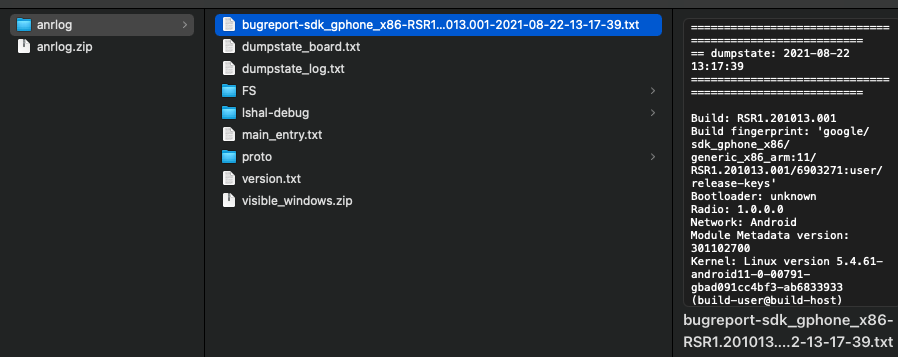 anrlog
anrlog.zip
bugreport-sdk_gphone_x86-RSR1...013.001-2021-08-22-13-17-39.txt
dumpstate_board.txt
dumpstate_log.txt
FS
lshal-debug
main_entry.txt
proto
version.txt
visible_windows.zip
==============================
==========================
== dumpstate: 2021-08-22
13:17:39
==============================
==========================
Build: RSR1.201013.001
Build fingerprint: 'google/
sdk_gphone_x86/
generic_x86_arm:11/
RSR1.201013.001/6903271:user/
release-keys'
Bootloader: unknown
Radio: 1.0.0.0
Network: Android
Module Metadata version:
301102700
Kernel: Linux version 5.4.61-
android11-0-00791-
gbad091cc4bf3-ab6833933
(build-user@build-host)
bugreport-sdk_gphone_x86-
RSR1.201013....2-13-17-39.txt